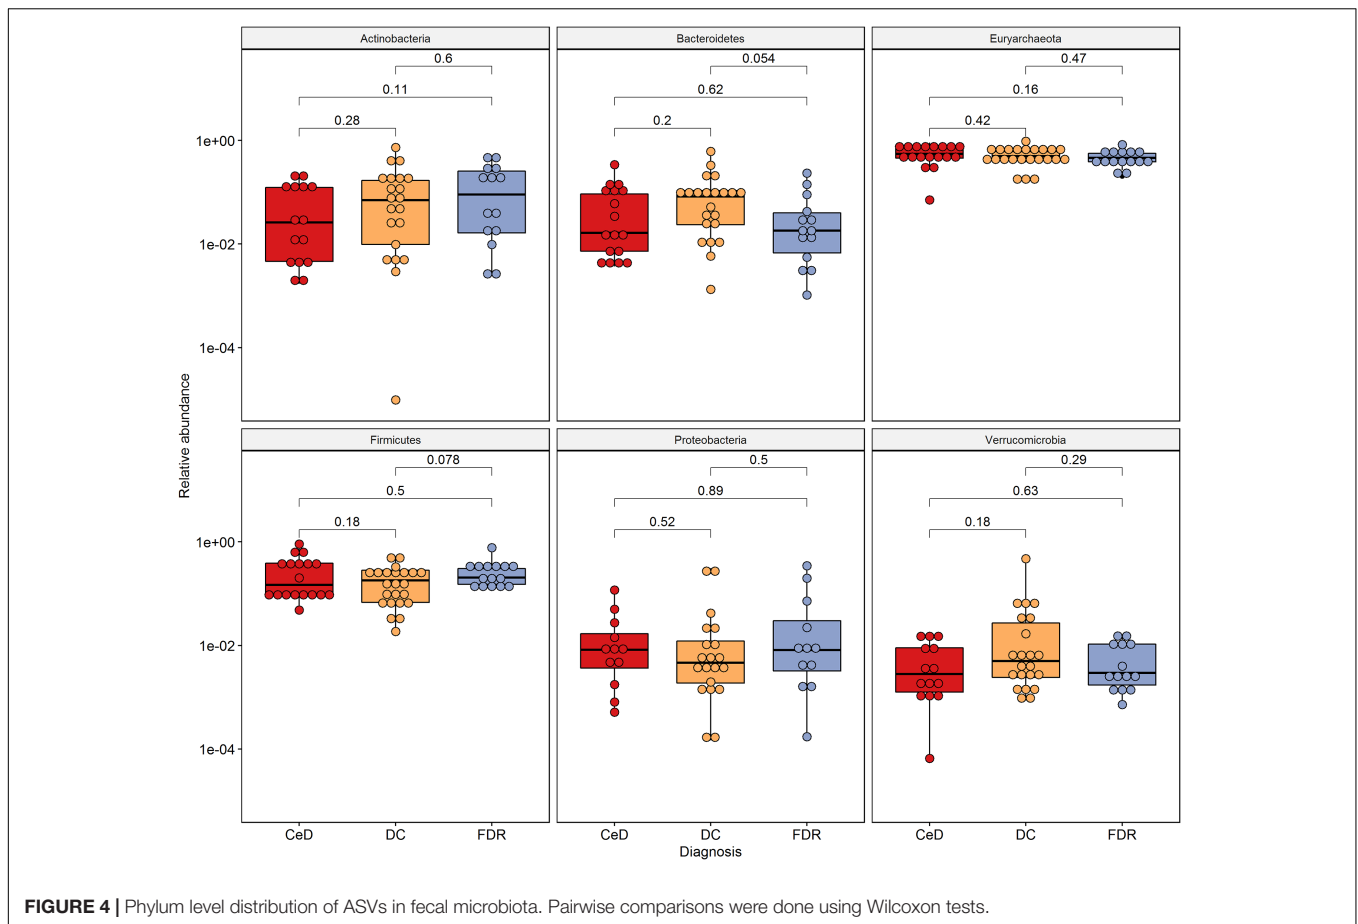 Actinobacteria Bacteroidetes Euryarchaeota
0.6 0.054 0.47
0.11 0.62 0.16
0.28 0.2 0.42
1e+00
1e-02
1e-04
Relative abundance
Firmicutes Proteobacteria Verrucomicrobia
0.078 0.5 0.29
0.5 0.89 0.63
0.18 0.52 0.18
1e+00
1e-02
1e-04
CeD DC FDR CeD DC FDR CeD DC FDR
Diagnosis
FIGURE 4 | Phylum level distribution of ASVs in fecal microbiota. Pairwise comparisons were done using Wilcoxon tests.